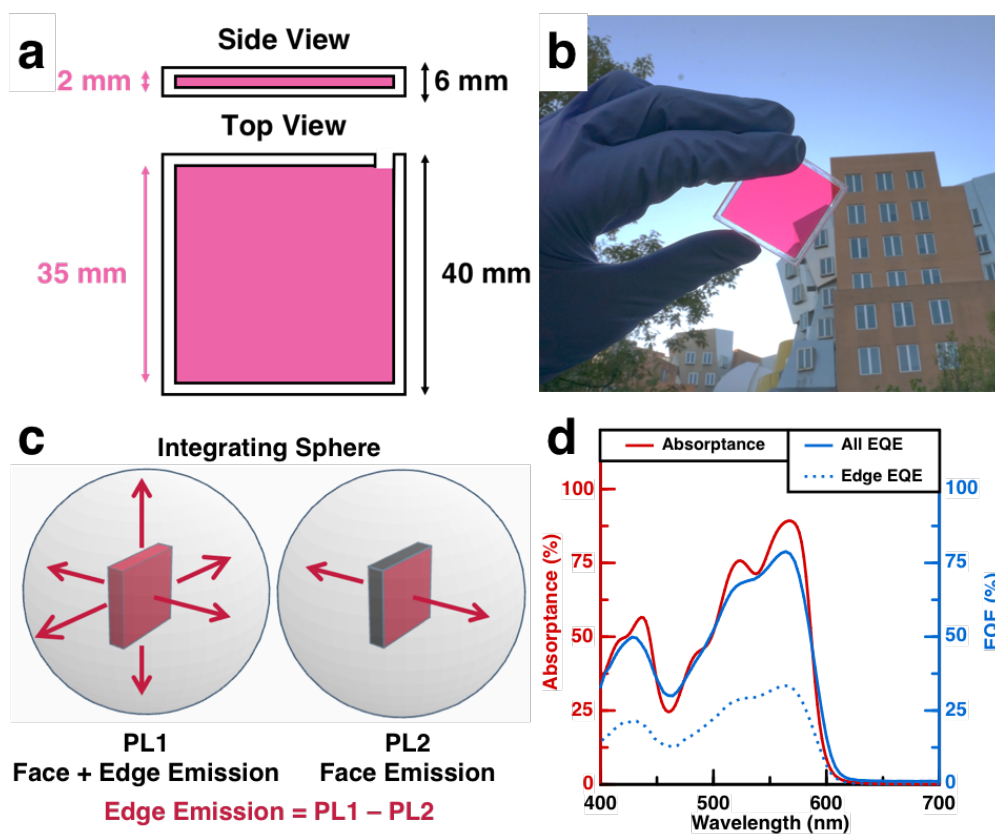 a
Side View
2 mm
6 mm
Top View
35 mm
40 mm
b
c
Integrating Sphere
PL1
Face + Edge Emission
PL2
Face Emission
Edge Emission = PL1 – PL2
d
Absorptance
All EQE
Edge EQE
100
75
50
25
0
Absorptance (%)
100
75
50
25
0
EQE (%)
400
500
600
700
Wavelength (nm)